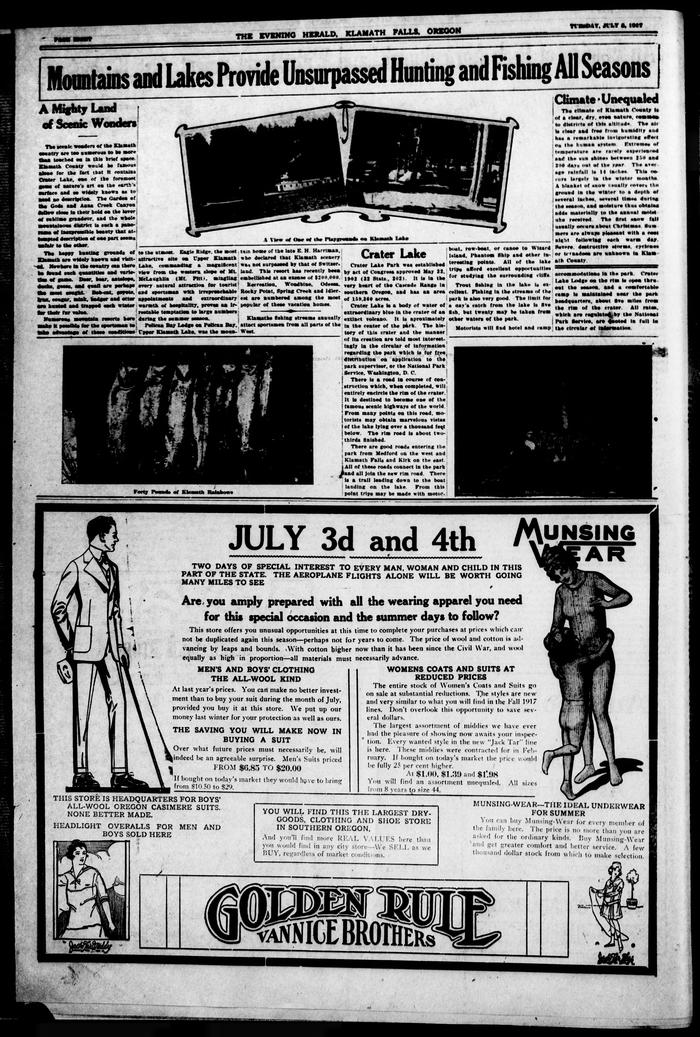 PAGE EIGHT
THE EVENING HERALD, KLAMATH FALLS, OREGON
TUESDAY, JULY
Mountains and Lakes Provide Unsurpassed Hunting and Fishing All Seasons
A Mighty Land
of Scenic Wonders
The scenic wonders of the Klamath
country are too numerous to be more
than touched on in this brief space.
Klamath County would be famous
alone for the fact that it contains
Crater Lake, one of the foremost
gems of nature's art on the earth's
surface and so widely known as to
need no description. The Garden of
the Gods and Anna Creek Canyon
follow close in their hold on the lover
of sublime grandeur, and the whole
mountainous district is such a panorama
of inexpressible beauty that attempted
description of one part seems
unfair to the other.
The happy hunting grounds of
Klamath are widely known and visited.
Nowhere in the country on there
is found such quantities and varieties
of game. Deer, bear, antelope,
ducks, geese, and quail are perhaps
the most sought. Bob-cat, coyote,
lynx, cougar, mink, badger and otter
are hunted and trapped each winter
for their fur value.
Numerous mountain resorts here
make it possible for the sportsman to
take advantage of these conditions
A View of One of the Playgrounds on Klamath Lake
to the utmost. Eagle Ridge, the most
attractive site on Upper Klamath
Lake, commanding a magnificent
view from the western slope of Mt.
McLaughlin (Mt. Pitt), mingling
every natural attraction for tourist
and sportsman with irreproachable
appointments and extraordinary
warmth of hospitality, proves an irresistible
temptation to large numbers
during the summer season.
Pelican Bay Lodge on Pelican Bay,
Upper Klamath Lake, was the mountain
home of the late E. H. Harriman,
who declared that Klamath scenery
was not surpassed by that of Switzerland.
This resort has recently been
embellished at an expense of $200,000.
Recreation, Woodbine, Odessa,
Rocky Point, Spring Creek and Idlerest
are numbered among the most
popular of these vacation homes.
Klamaths fishing streams annually
attract sportsmen from all parts of the
West.
Crater Lake
Crater Lake Park was established
by act of Congress approved May 22,
1902 (32 Stats., 202). It is in the
very heart of the Cascade Range in
southern Oregon, and has an area
of 159,360 acres.
Crater Lake is a body of water of
extraordinary blue in the crater of an
extinct volcano. It is aproximately
in the center of the park. The history
of this crater and the manner
of its creation are told most interestingly
in the circular of information
regarding the park which is for free
distribution on application to the
park supervisor, or the National Park
Service, Washington, D. C.
There is a road in course of construction
which, when completed, will
entirely encircle the rim of the crater.
It is destined to become one of the
famous scenic highways of the world.
From many points on this road, motorists
may obtain marvelous vistas
of the lake lying over a thousand feet
below. The rim road is about two-thirds
finished.
There are good roads entering the
park from Medford on the west and
Klamath Falls and Kirk on the east.
All of these roads connect in the park
and all join the new rim road. There
is a trail leading down to the boat
landing on the lake. From this
point trips may be made with motor-boat,
row-boat, or canoe to Wizard
Island, Phantom Ship and other interesting
points. All of the lake
trips afford excellent opportunities
for studying the surrounding cliffs.
Trout fishing in the lake is excellent.
Fishing in the streams of the
park is also very good. The limit for
a day's catch from the lake is five
fish, but twenty may be taken from
other waters of the park.
Motorists will find hotel and camp
accommodations in the park. Crater
Lake Lodge on the rim is open thruout
the season, and a comfortable
camp is maintained near the park
headquarters, about five miles from
the rim of the crater. All rates,
which are regulated by the National
Park Service, are quoted in full in
the circular of information.
Climate Unequaled
The climate of Klamath County is
of a clear, dry, even nature, common
to districts of this altitude. The air
is clear and free from humidity and
has a remarkable invigorating effect
on the human system. Extremes of
temperature are rarely experienced
and the sun shines between 250 and
290 days out of the year. The average
rainfall is 14 inches. This occurs
largely in the winter months.
A blanket of snow usually covers the
ground in the winter to a depth of
several inches, several times during
the season, and moisture thus obtains
adds materially to the annual moisture
received. The first snow fall
usually occurs about Christmas. Summers
are always pleasant with a cool
night following each warm day.
Severe, destructive storms, cyclones
or tornadoes are unknown in Klamath
County.
Forty Pounds of Klamath Rainbows
JULY 3d and 4th
MUNSING
WEAR
TWO DAYS OF SPECIAL INTEREST TO EVERY MAN, WOMAN AND CHILD IN THIS
PART OF THE STATE. THE AEROPLANE FLIGHTS ALONE WILL BE WORTH GOING
MANY MILES TO SEE
Are you amply prepared with all the wearing apparel you need
for this special occasion and the summer days to follow?
This store offers you unusual opportunities at this time to complete your purchases at prices which can
not be duplicated again this season—perhaps not for years to come. The price of wool and cotton is advancing
by leaps and bounds. With cotton higher now than it has been since the Civil War, and wool
equally as high in proportion—all materials must necessarily advance.
MEN'S AND BOYS' CLOTHING
THE ALL-WOOL KIND
At last year's prices. You can make no better investment
than to buy your suit during the month of July,
provided you buy it at this store. We put up our
money last winter for your protection as well as ours.
THE SAVING YOU WILL MAKE NOW IN
BUYING A SUIT
Over what future prices must necessarily be, will
indeed be an agreeable surprise. Men's Suits priced
FROM $6.85 TO $20.00
If bought on today's market they would have to bring
from $10.50 to $29.
WOMENS COATS AND SUITS AT
REDUCED PRICES
The entire stock of Women's Coats and Suits go
on sale at substantial reductions. The styles are new
and very similar to what you will find in the Fall 1917
lines. Don't overlook this opportunity to save several
dollars.
The largest assortment of middies we have ever
had the pleasure of showing now awaits your inspection.
Every wanted style in the new "Jack Tar" line
is here. These middies were contracted for in February.
If bought on today's market the price would
be fully 25 per cent higher.
At $1.00, $1.39 and $1.98
You will find an assortment unequaled. All sizes
from 8 years to size 44.
THIS STORE IS HEADQUARTERS FOR BOYS'
ALL-WOOL OREGON CASIMERE SUITS.
NONE BETTER MADE.
HEADLIGHT OVERALLS FOR MEN AND
BOYS SOLD HERE
YOU WILL FIND THIS THE LARGEST DRY-
GOODS, CLOTHING AND SHOE STORE
IN SOUTHERN OREGON.
And you'll find more REAL VALUES here than
you would find in any city store—We SELL as we
BUY, regardless of market conditions.
MUNSING-WEAR—THE IDEAL UNDERWEAR
FOR SUMMER
You can buy Munsing-Wear for every member of
the family here. The price is no more than you are
asked for the ordinary kinds. Buy Munsing-Wear
and get greater comfort and better service. A few
thousand dollar stock from which to make selection.
GOLDEN RULE
VANNICE BROTHERS